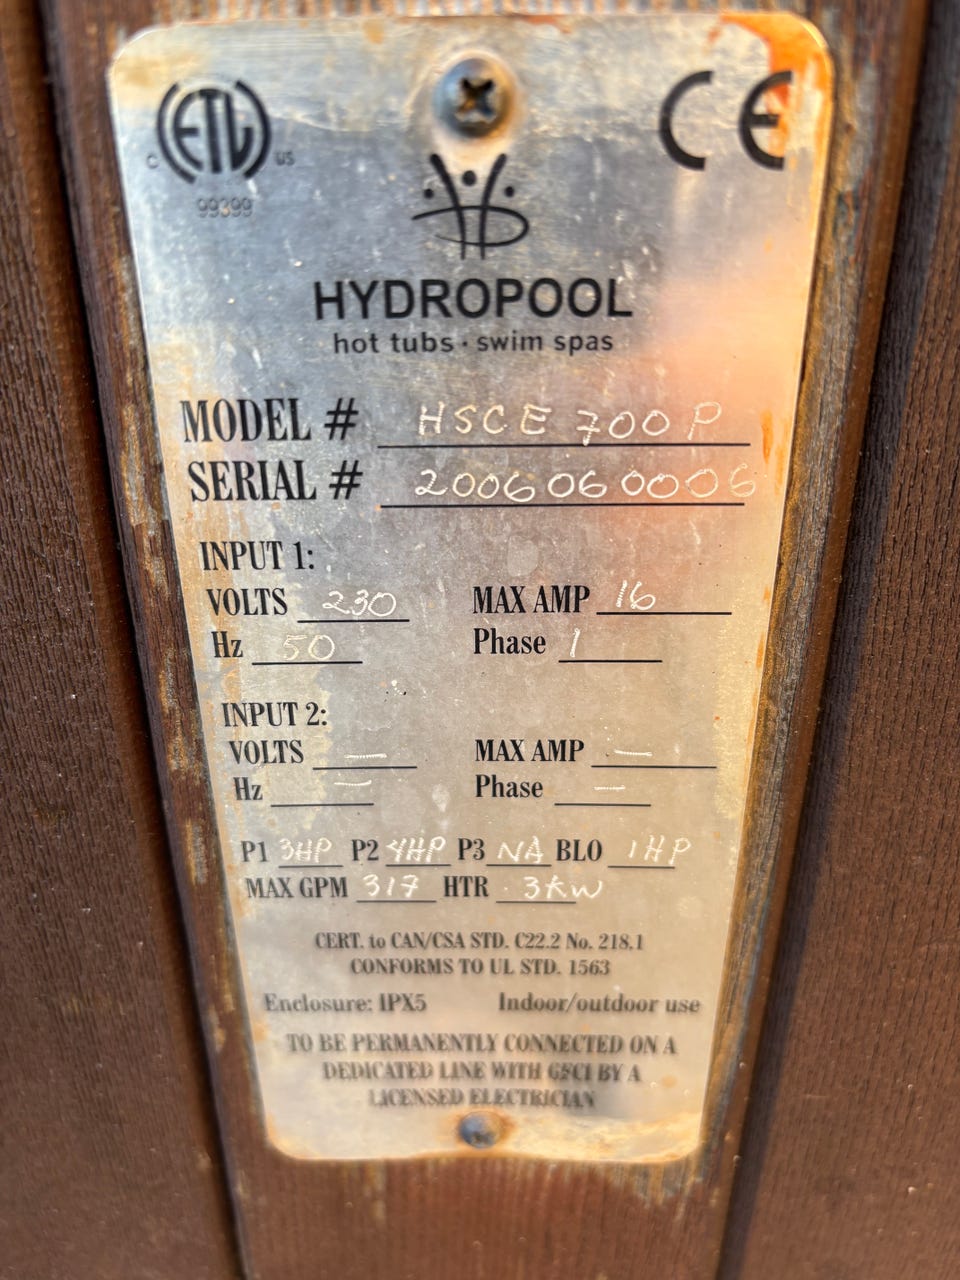 ETL
C US
CE
99399
HYDROPOOL
hot tubs · swim spas
MODEL # HSCE 700P
SERIAL # 2006060006
INPUT 1:
VOLTS 230 MAX AMP 16
Hz 50 Phase 1
INPUT 2:
VOLTS — MAX AMP —
Hz — Phase —
P1 3HP P2 4HP P3 NA BLO 1HP
MAX GPM 317 HTR 3kW
CERT. to CAN/CSA STD. C22.2 No. 218.1
CONFORMS TO UL STD. 1563
Enclosure: IPX5 Indoor/outdoor use
TO BE PERMANENTLY CONNECTED ON A
DEDICATED LINE WITH GFCI BY A
LICENSED ELECTRICIAN